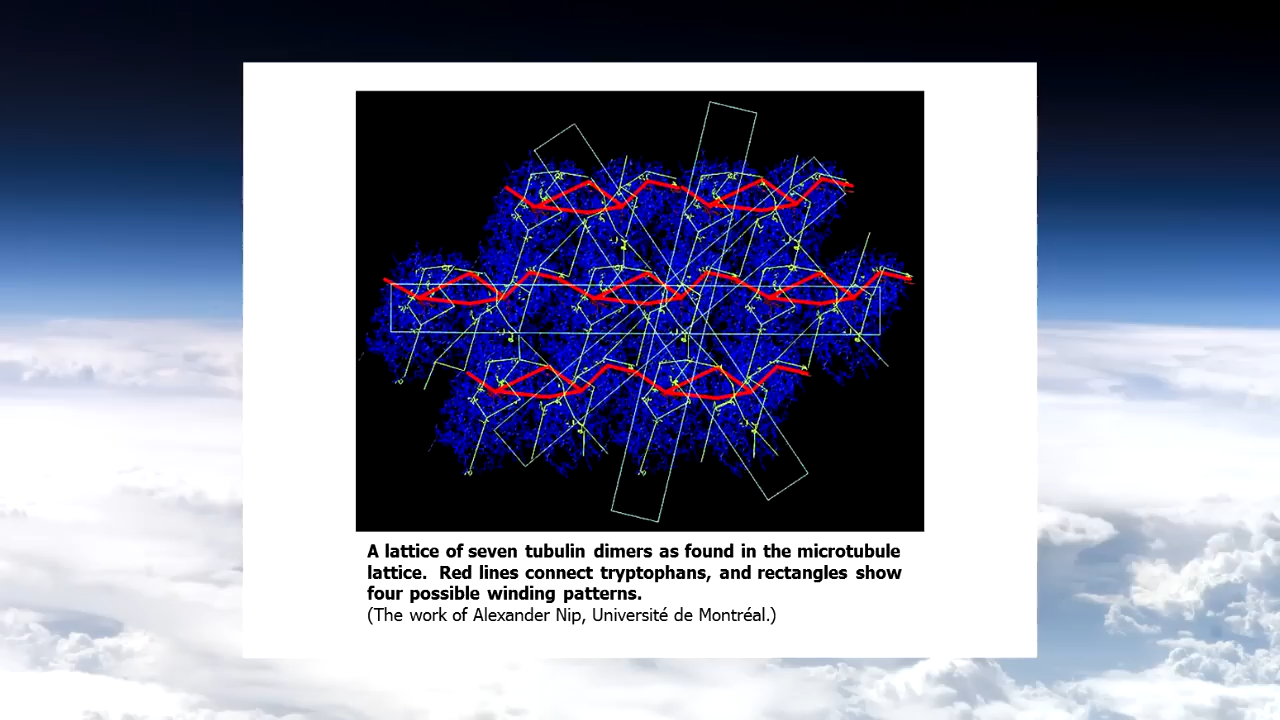 A lattice of seven tubulin dimers as found in the microtubule
lattice. Red lines connect tryptophans, and rectangles show
four possible winding patterns.
(The work of Alexander Nip, Université de Montréal.)